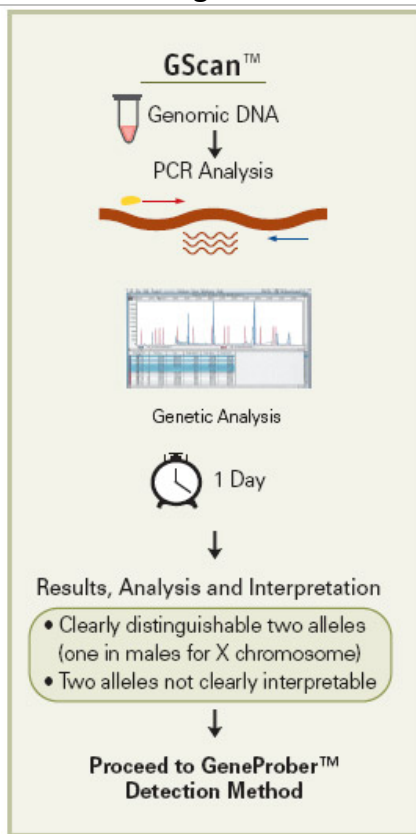 GScan™
Genomic DNA
PCR Analysis
Genetic Analysis
1 Day
Results, Analysis and Interpretation
• Clearly distinguishable two alleles
(one in males for X chromosome)
• Two alleles not clearly interpretable
Proceed to GeneProber™
Detection Method